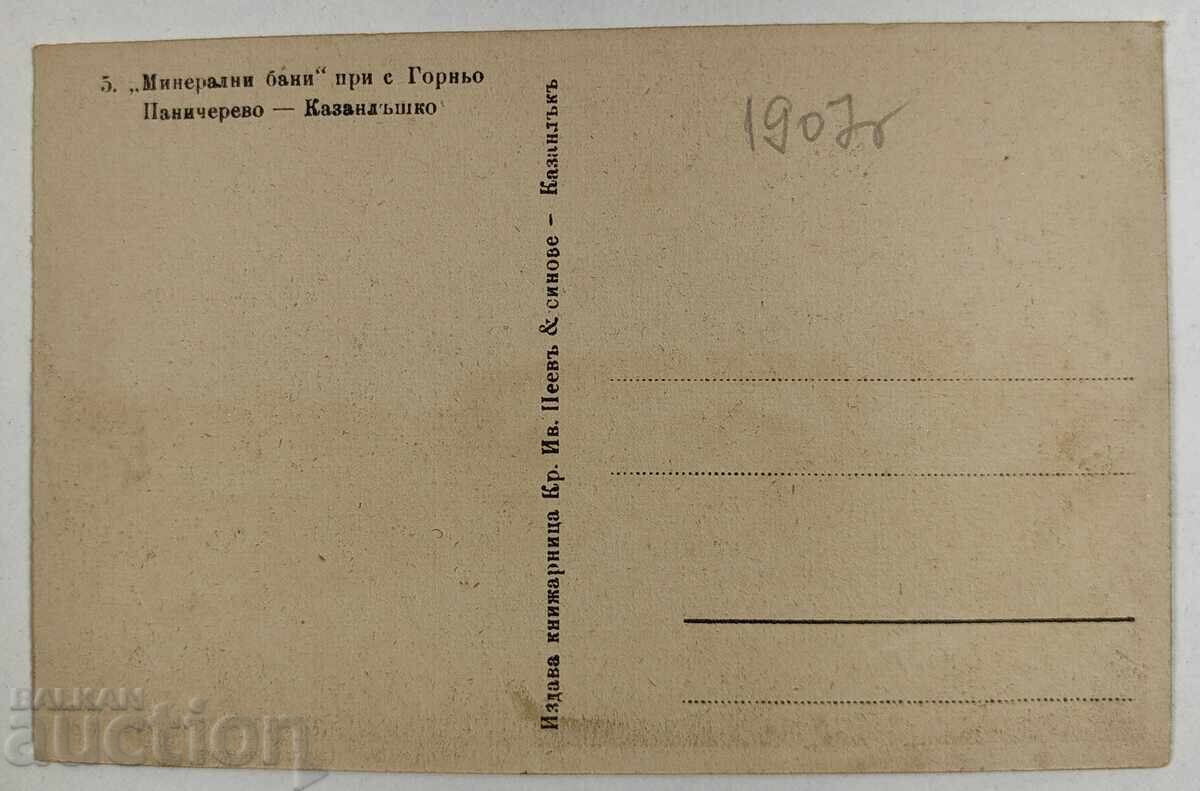 5. „Минерални бани“ при с Горньо
Паничерево — Казанлъшко
Издава книжарница Кр. Ив. Пеевъ & синове - Казанлъкъ
1907г
BALKAN
auction